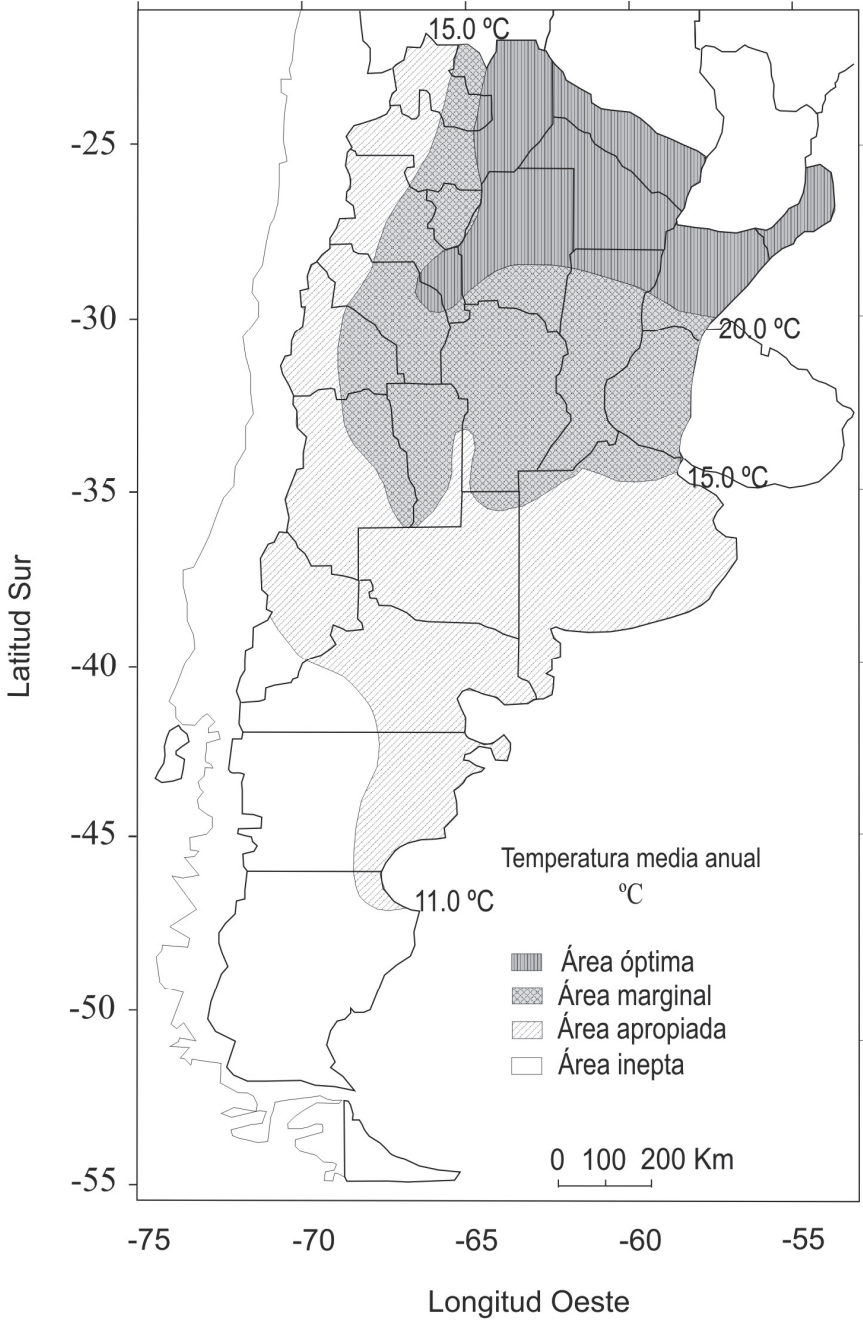 15.0 ºC
-25
-30
20.0 ºC
-35
15.0 ºC
Latitud Sur
-40
-45
Temperatura media anual
ºC
11.0 ºC
Área óptima
Área marginal
-50
Área apropiada
Área inepta
0 100 200 Km
-55
-75 -70 -65 -60 -55
Longitud Oeste